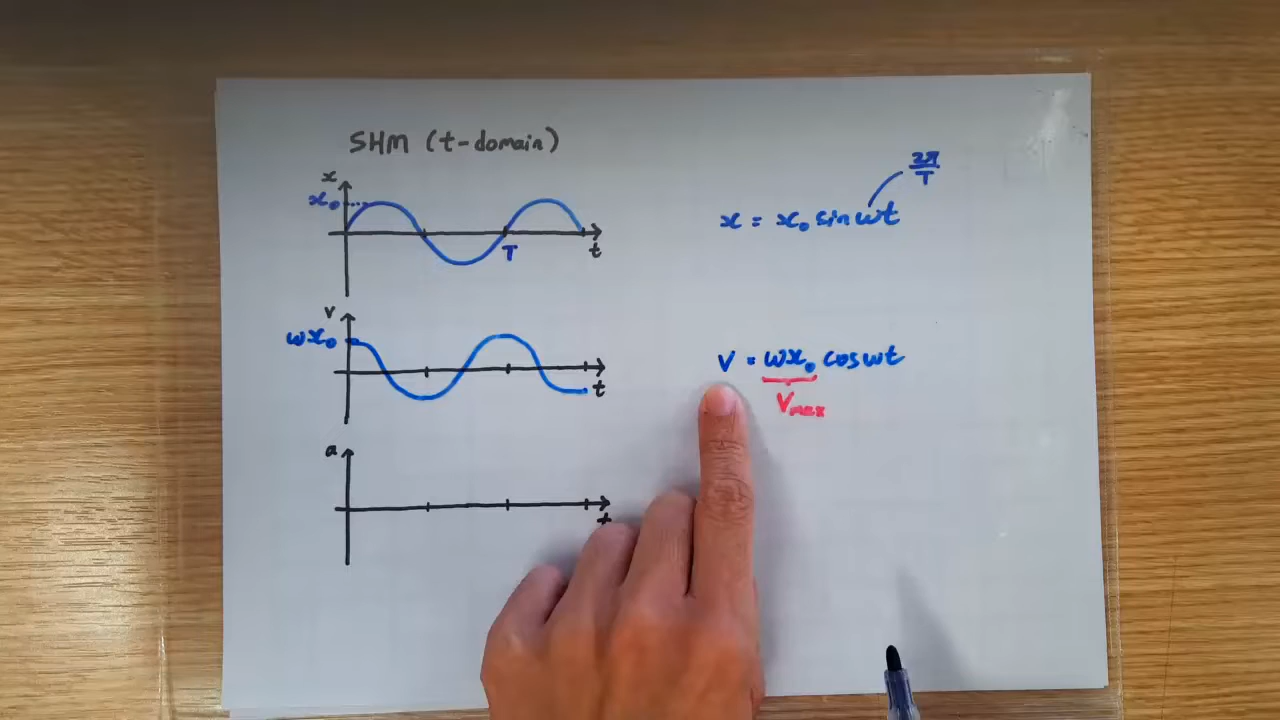 SHM (t-domain)
x
x₀
T
t
x = x₀ sin ωt
2π
T
v
ωx₀
t
v = ωx₀ cos ωt
vmax
a
t